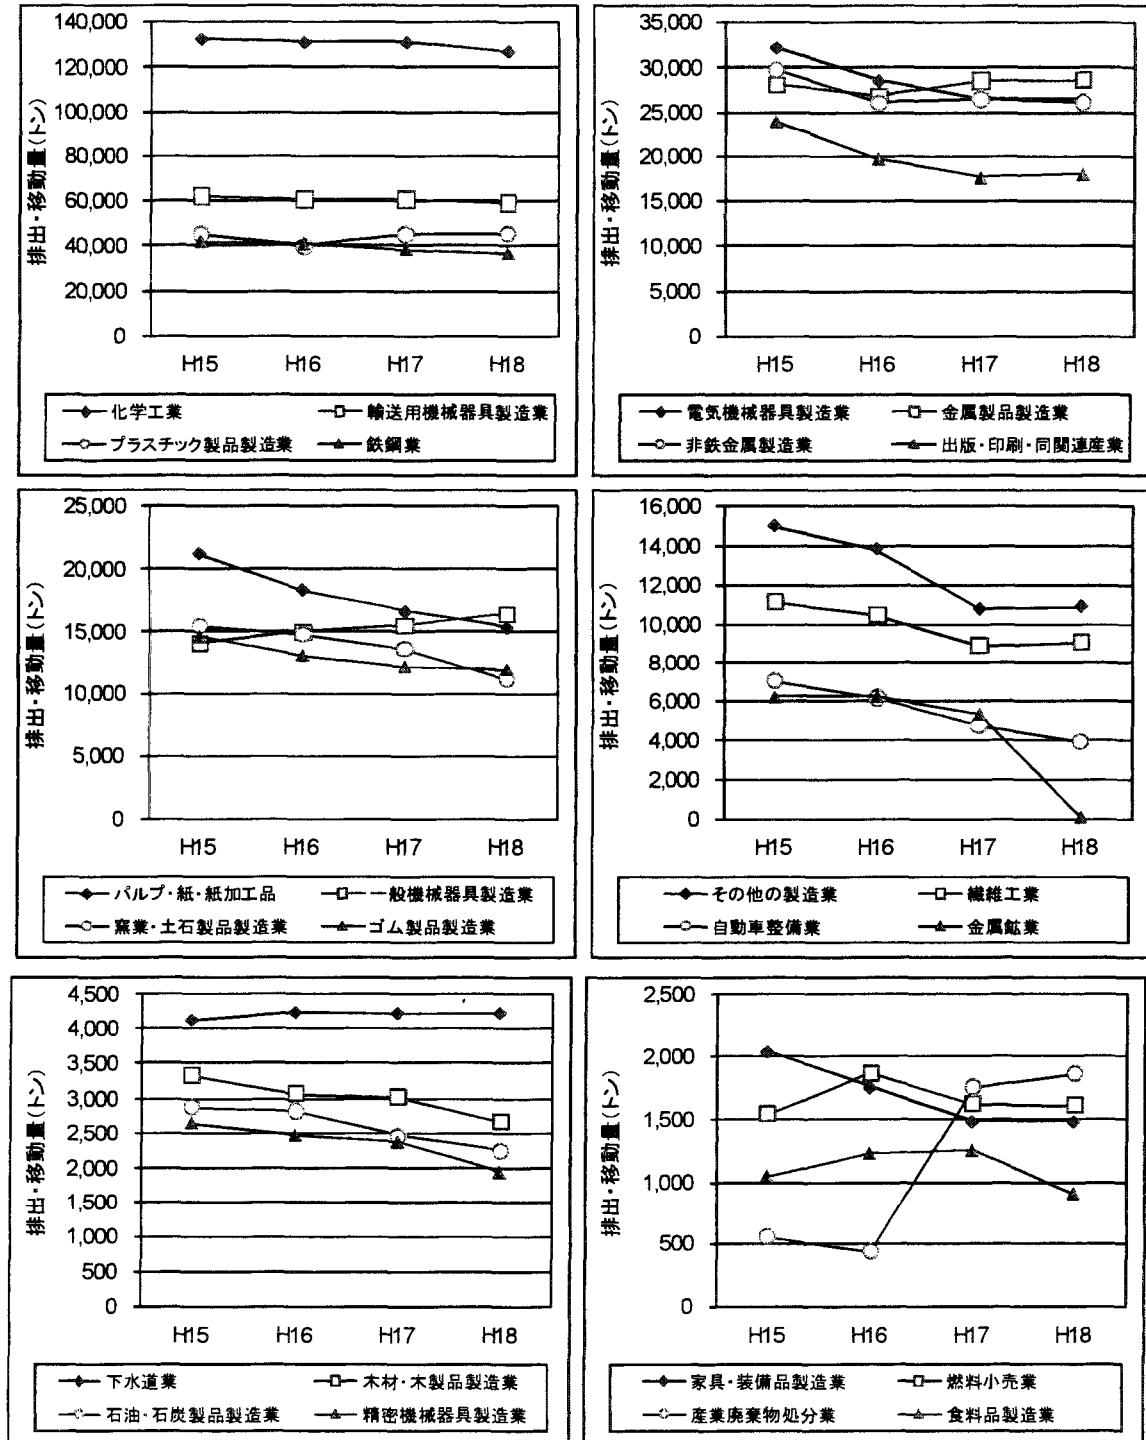 140,000
120,000
100,000
80,000
60,000
40,000
20,000
0
排出・移動量(トン)
H15 H16 H17 H18
化学工業 輸送用機械器具製造業
プラスチック製品製造業 鉄鋼業
35,000
30,000
25,000
20,000
15,000
10,000
5,000
0
排出・移動量(トン)
H15 H16 H17 H18
電気機械器具製造業 金属製品製造業
非鉄金属製造業 出版・印刷・同関連産業
25,000
20,000
15,000
10,000
5,000
0
排出・移動量(トン)
H15 H16 H17 H18
パルプ・紙・紙加工品 一般機械器具製造業
窯業・土石製品製造業 ゴム製品製造業
16,000
14,000
12,000
10,000
8,000
6,000
4,000
2,000
0
排出・移動量(トン)
H15 H16 H17 H18
その他の製造業 繊維工業
自動車整備業 金属鉱業
4,500
4,000
3,500
3,000
2,500
2,000
1,500
1,000
500
0
排出・移動量(トン)
H15 H16 H17 H18
下水道業 木材・木製品製造業
石油・石炭製品製造業 精密機械器具製造業
2,500
2,000
1,500
1,000
500
0
排出・移動量(トン)
H15 H16 H17 H18
家具・装備品製造業 燃料小売業
産業廃棄物処分業 食料品製造業